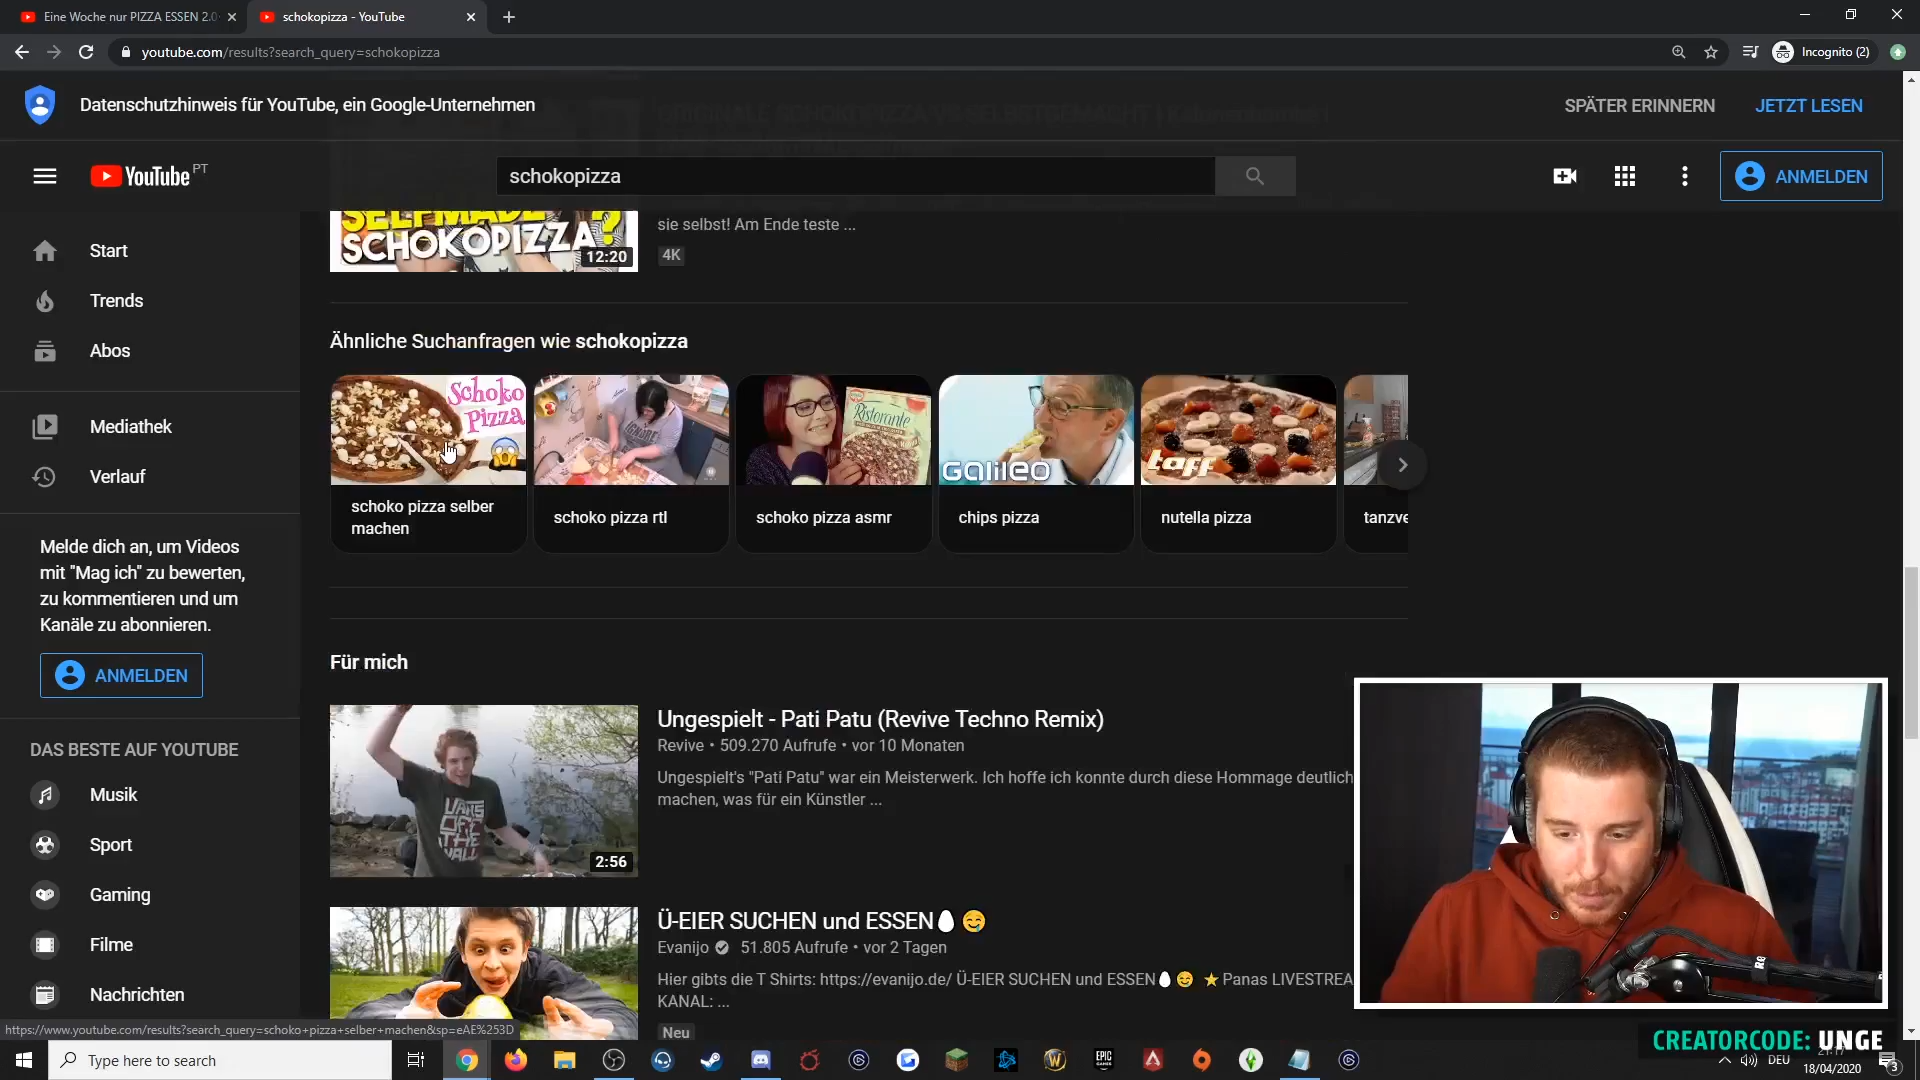 Eine Woche nur PIZZA ESSEN 2.0
schokopizza - YouTube
youtube.com/results?search_query=schokopizza
Incognito (2)
Datenschutzhinweis für YouTube, ein Google-Unternehmen
SPÄTER ERINNERN
JETZT LESEN
YouTube PT
schokopizza
ANMELDEN
Start
Trends
Abos
Mediathek
Verlauf
Melde dich an, um Videos
mit "Mag ich" zu bewerten,
zu kommentieren und um
Kanäle zu abonnieren.
ANMELDEN
DAS BESTE AUF YOUTUBE
Musik
Sport
Gaming
Filme
Nachrichten
SELFMADE
SCHOKOPIZZA?
12:20
sie selbst! Am Ende teste ...
4K
Ähnliche Suchanfragen wie schokopizza
Schoko
Pizza
Ristorante
GALILEO
taff
schoko pizza selber
machen
schoko pizza rtl
schoko pizza asmr
chips pizza
nutella pizza
tanzve
Für mich
VANS
OFF THE
WALL
2:56
Ungespielt - Pati Patu (Revive Techno Remix)
Revive • 509.270 Aufrufe • vor 10 Monaten
Ungespielt's "Pati Patu" war ein Meisterwerk. Ich hoffe ich konnte durch diese Hommage deutlich
machen, was für ein Künstler ...
Ü-EIER SUCHEN und ESSEN
Evanijo 51.805 Aufrufe • vor 2 Tagen
Hier gibts die T Shirts: https://evanijo.de/ Ü-EIER SUCHEN und ESSEN ⭐Panas LIVESTREA
KANAL: ...
Neu
https://www.youtube.com/results?search_query=schoko+pizza+selber+machen&sp=eAE%253D
CREATORCODE: UNGE
Type here to search
EPIC
DEU
18/04/2020
3